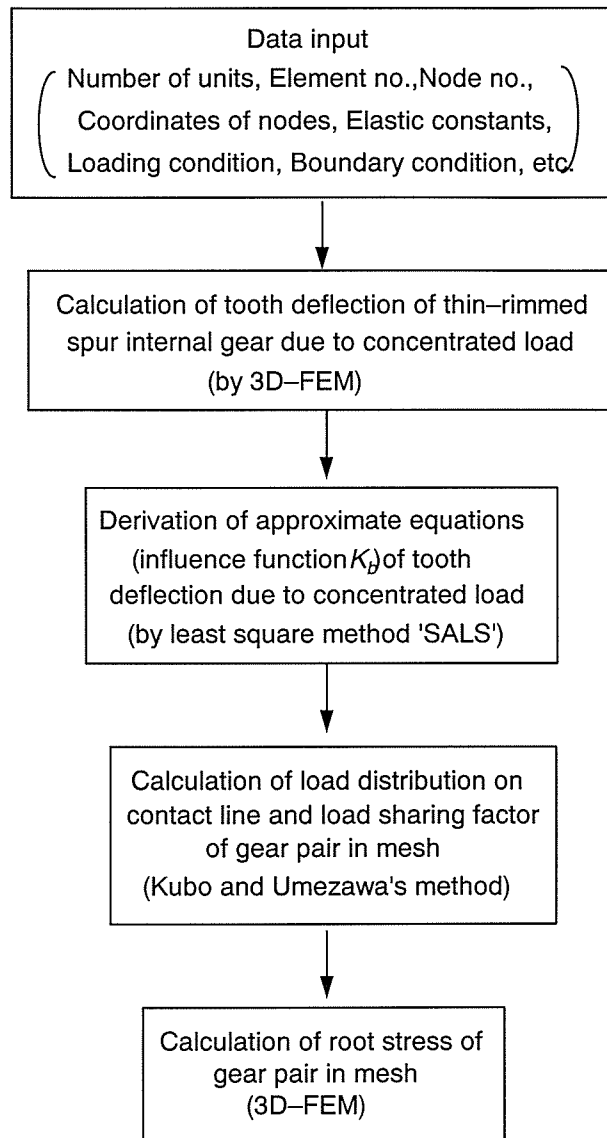 Data input
Number of units, Element no.,Node no.,
Coordinates of nodes, Elastic constants,
Loading condition, Boundary condition, etc.
Calculation of tooth deflection of thin–rimmed
spur internal gear due to concentrated load
(by 3D–FEM)
Derivation of approximate equations
(influence function K_b) of tooth
deflection due to concentrated load
(by least square method 'SALS')
Calculation of load distribution on
contact line and load sharing factor
of gear pair in mesh
(Kubo and Umezawa's method)
Calculation of root stress of
gear pair in mesh
(3D–FEM)